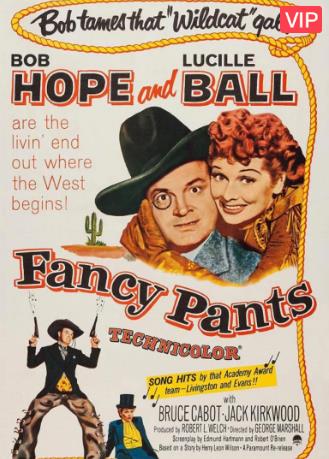 Bob tames that "Wildcat" gal
VIP
BOB LUCILLE
HOPE and BALL
are the
livin' end
out where
the West
begins!
Fancy Pants
TECHNICOLOR
SONG HITS by that Academy Award
team-Livingston and Evans!!
with
BRUCE CABOT·JACK KIRKWOOD
Produced by ROBERT L. WELCH · Directed by GEORGE MARSHALL
Screenplay by Edmund Hartmann and Robert O'Brien
Based on a Story by Harry Leon Wilson · A Paramount Re-release